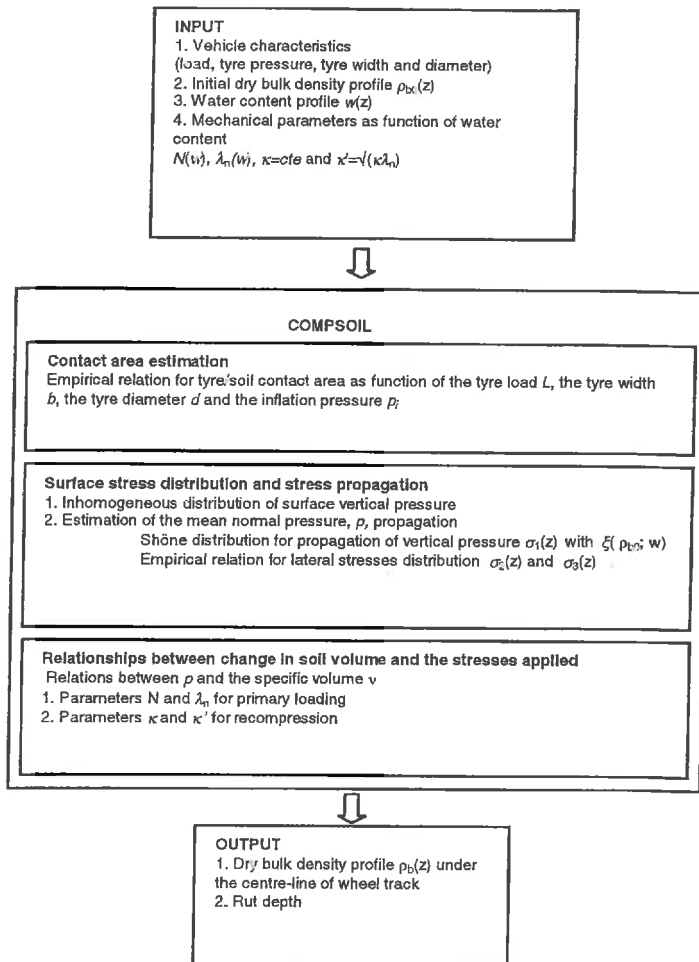 INPUT
1. Vehicle characteristics
(load, tyre pressure, tyre width and diameter)
2. Initial dry bulk density profile ρb0(z)
3. Water content profile w(z)
4. Mechanical parameters as function of water
content
N(w), λn(w), κ=cte and κ'=√(κλn)
COMPSOIL
Contact area estimation
Empirical relation for tyre/soil contact area as function of the tyre load L, the tyre width
b, the tyre diameter d and the inflation pressure pi
Surface stress distribution and stress propagation
1. Inhomogeneous distribution of surface vertical pressure
2. Estimation of the mean normal pressure, p, propagation
Shöne distribution for propagation of vertical pressure σ1(z) with ξ( ρb0; w)
Empirical relation for lateral stresses distribution σ2(z) and σ3(z)
Relationships between change in soil volume and the stresses applied
Relations between p and the specific volume ν
1. Parameters N and λn for primary loading
2. Parameters κ and κ' for recompression
OUTPUT
1. Dry bulk density profile ρb(z) under
the centre-line of wheel track
2. Rut depth